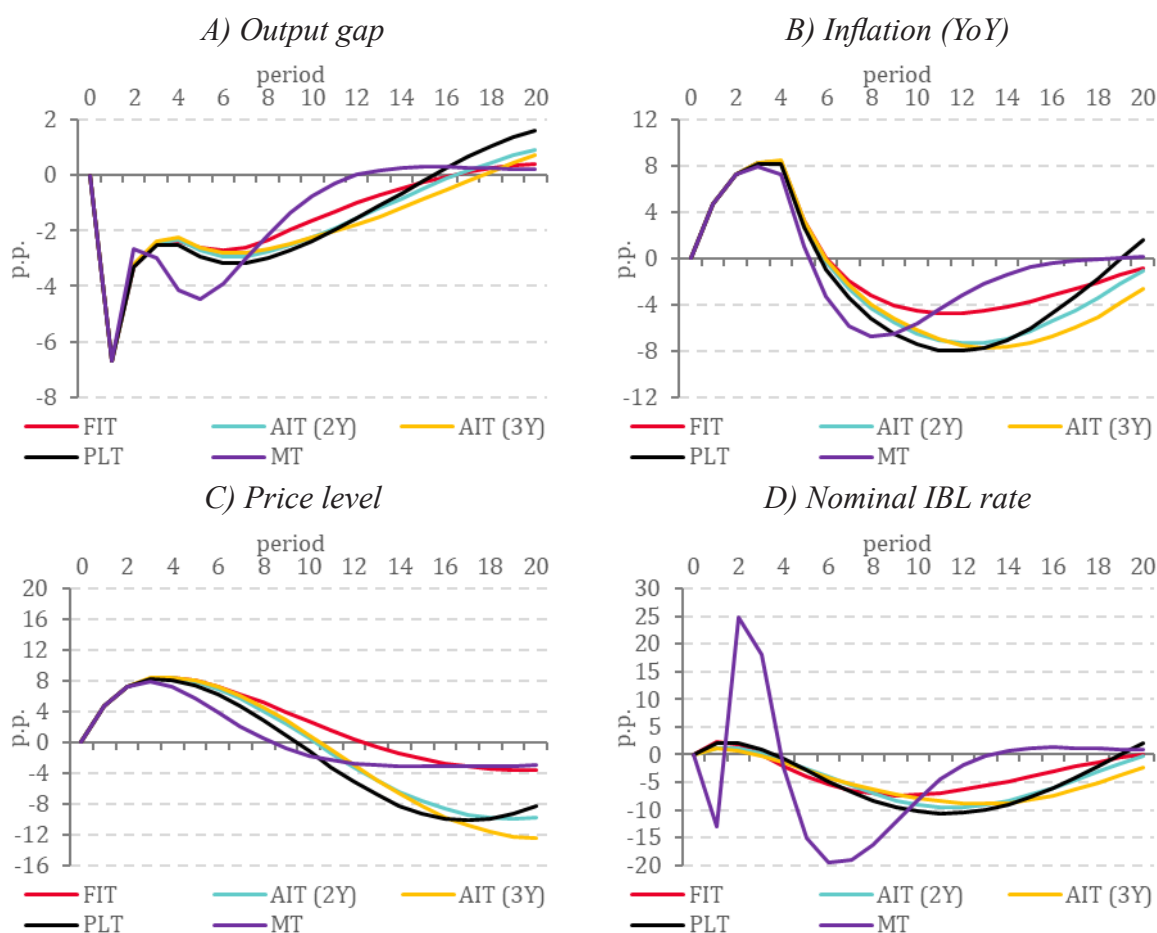 A) Output gap
period
0 2 4 6 8 10 12 14 16 18 20
2
0
-2
-4
-6
-8
p.p.
FIT AIT (2Y) AIT (3Y)
PLT MT
B) Inflation (YoY)
period
0 2 4 6 8 10 12 14 16 18 20
12
8
4
0
-4
-8
-12
p.p.
FIT AIT (2Y) AIT (3Y)
PLT MT
C) Price level
period
0 2 4 6 8 10 12 14 16 18 20
20
16
12
8
4
0
-4
-8
-12
-16
p.p.
FIT AIT (2Y) AIT (3Y)
PLT MT
D) Nominal IBL rate
period
0 2 4 6 8 10 12 14 16 18 20
30
25
20
15
10
5
0
-5
-10
-15
-20
p.p.
FIT AIT (2Y) AIT (3Y)
PLT MT